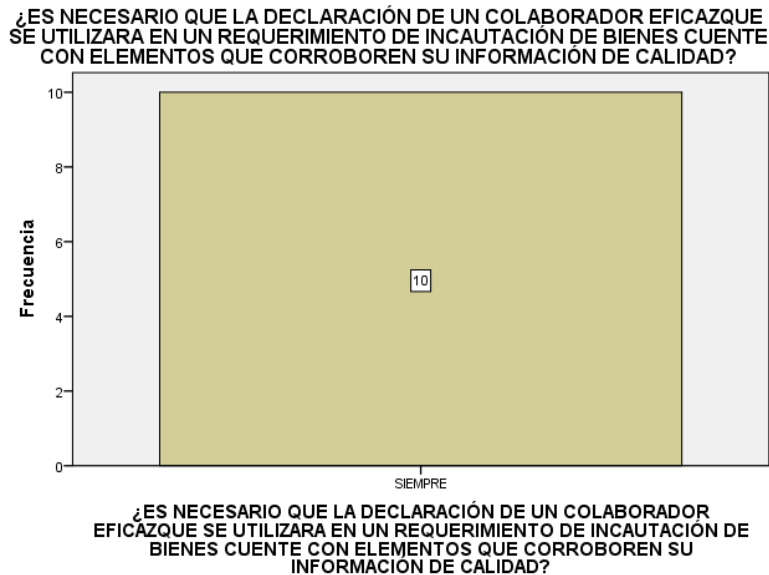 ¿ES NECESARIO QUE LA DECLARACIÓN DE UN COLABORADOR EFICAZQUE
SE UTILIZARA EN UN REQUERIMIENTO DE INCAUTACIÓN DE BIENES CUENTE
CON ELEMENTOS QUE CORROBOREN SU INFORMACIÓN DE CALIDAD?
10
8
6
4
2
0
Frecuencia
10
SIEMPRE
¿ES NECESARIO QUE LA DECLARACIÓN DE UN COLABORADOR
EFICAZQUE SE UTILIZARA EN UN REQUERIMIENTO DE INCAUTACIÓN DE
BIENES CUENTE CON ELEMENTOS QUE CORROBOREN SU
INFORMACIÓN DE CALIDAD?